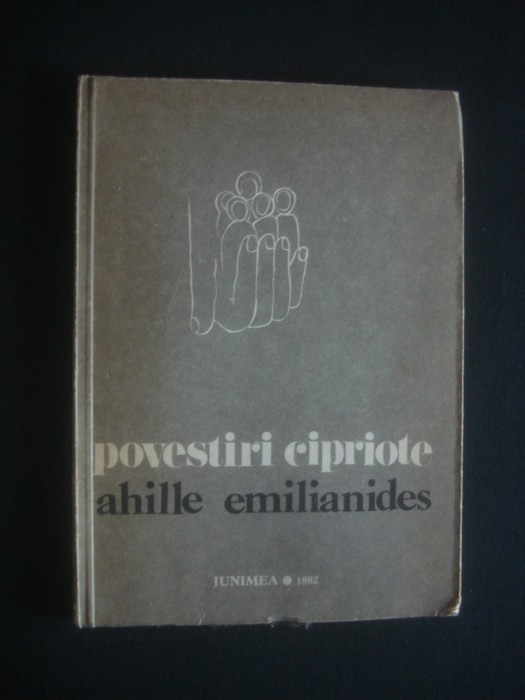 povestiri cipriote
ahille emilianides
JUNIMEA ● 1982